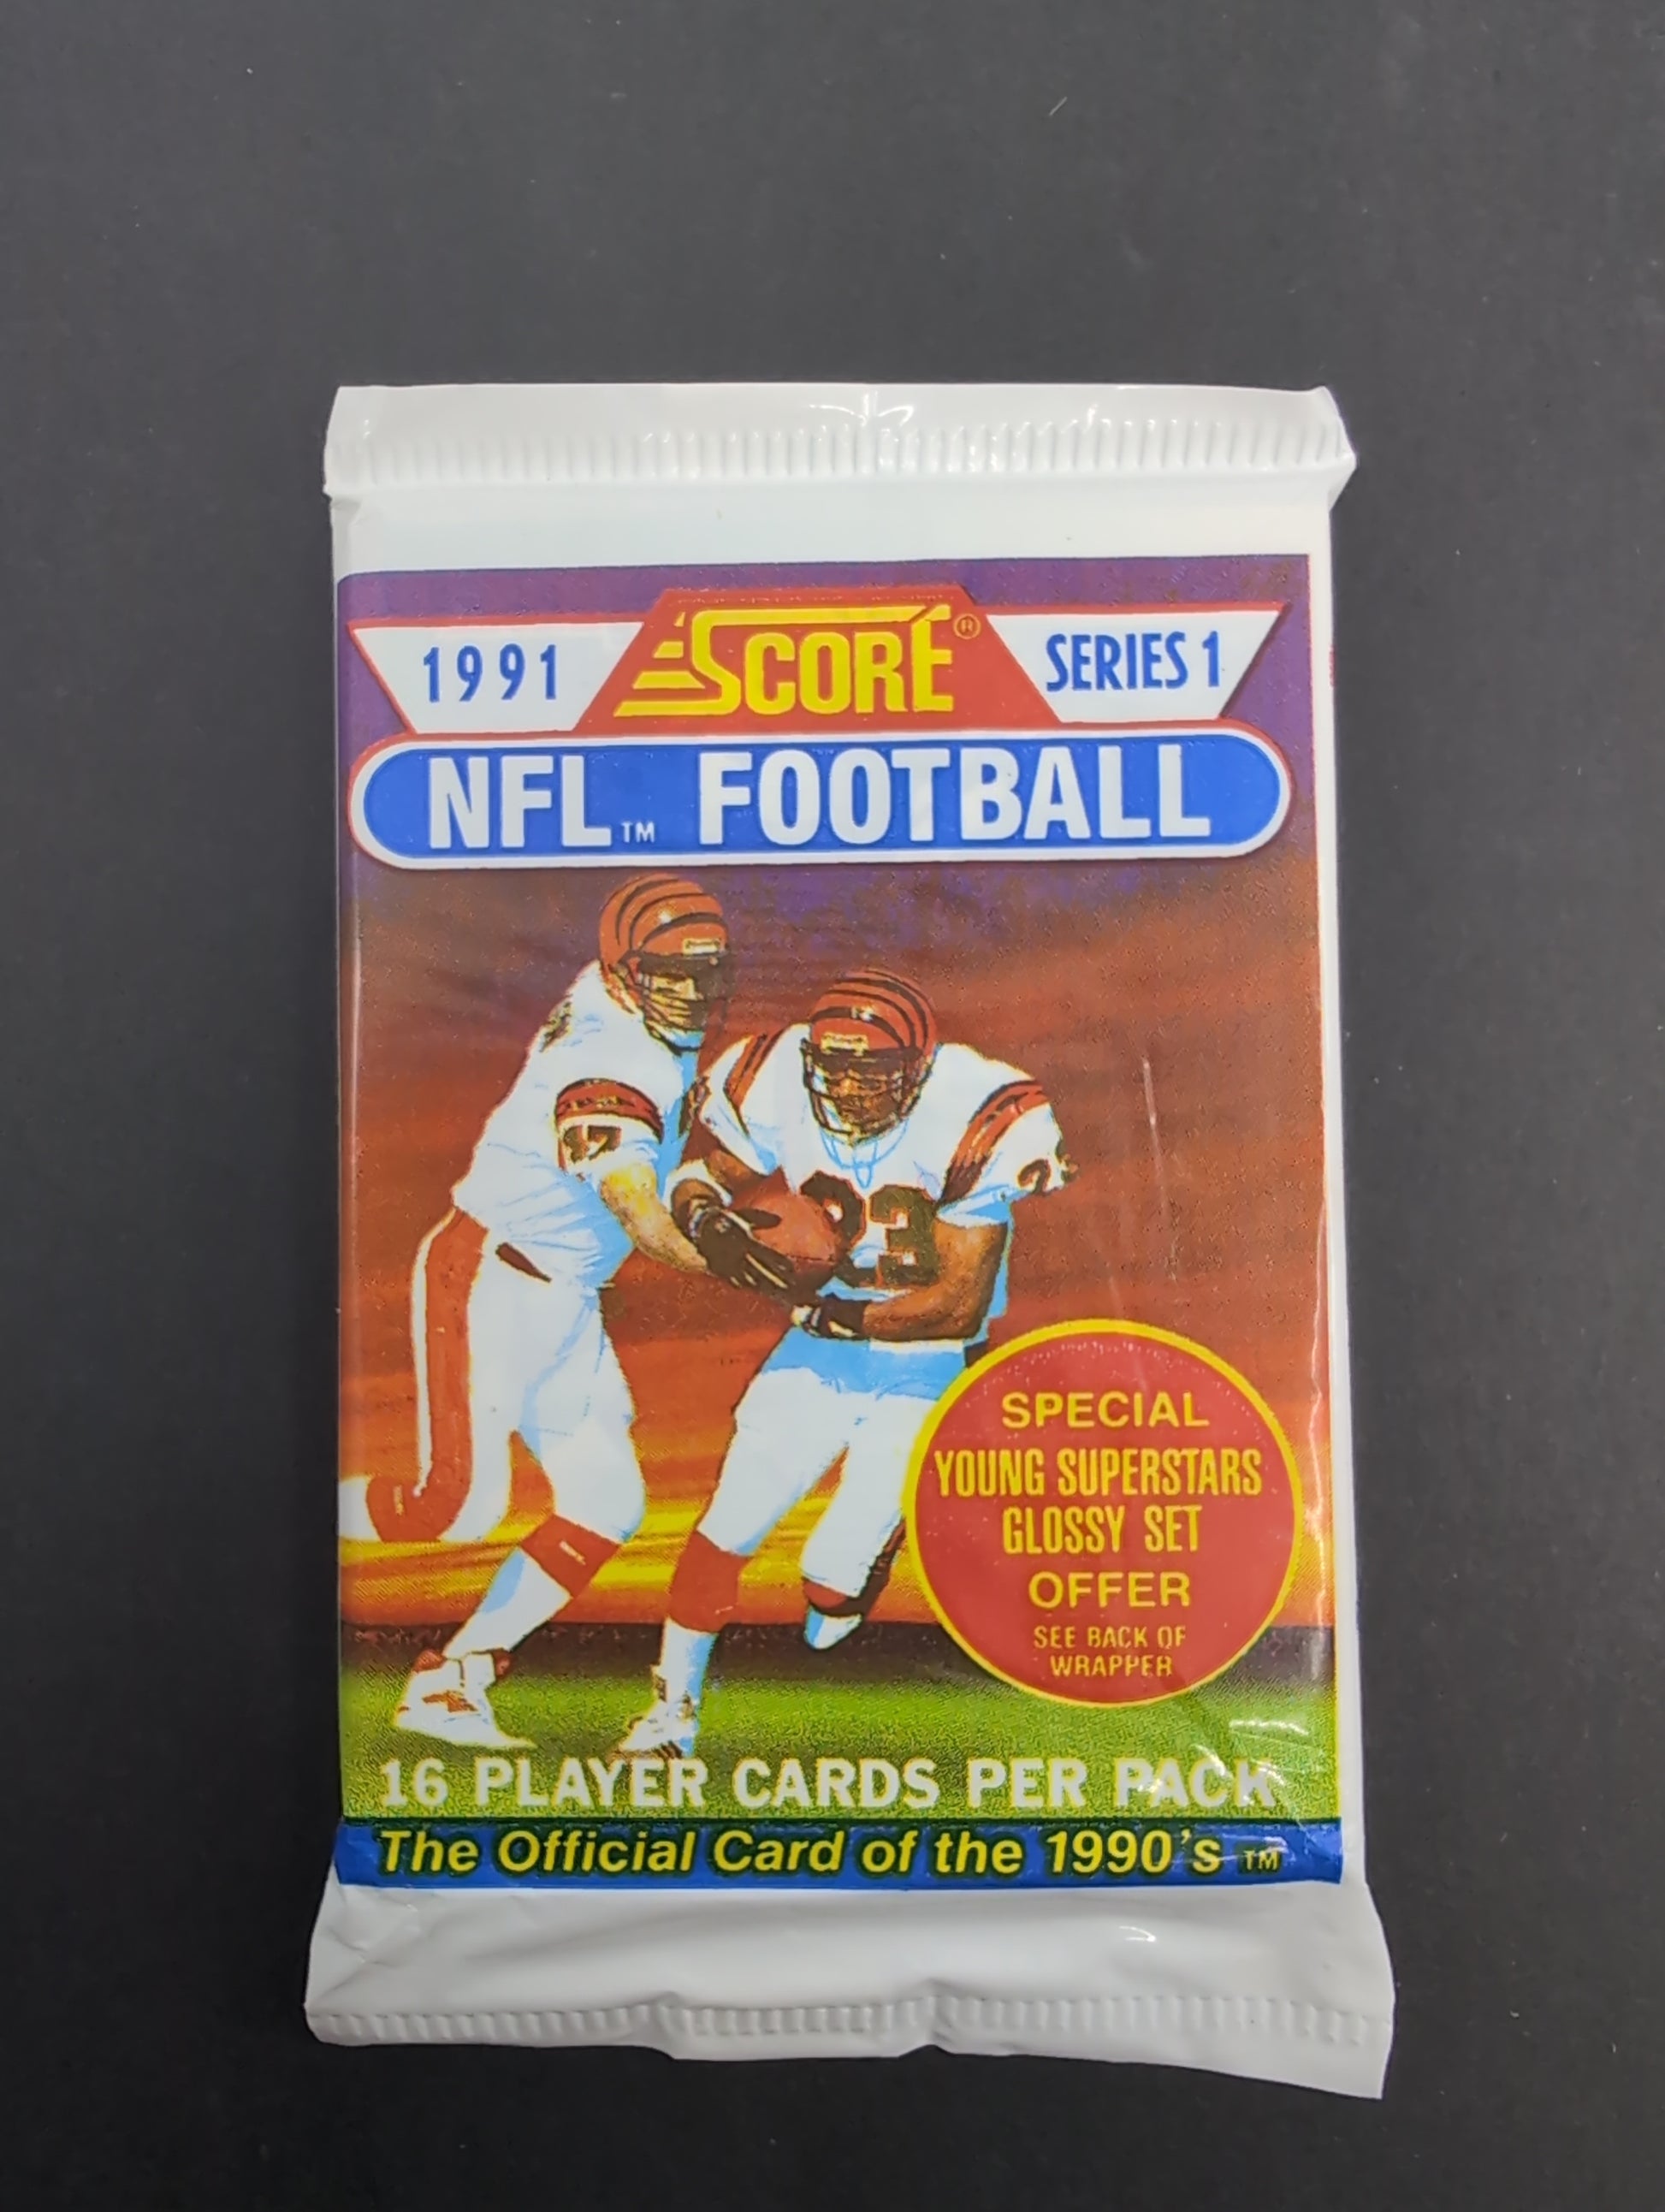 1991
SCORE®
SERIES 1
NFL™ FOOTBALL
23
SPECIAL
YOUNG SUPERSTARS
GLOSSY SET
OFFER
SEE BACK OF
WRAPPER
16 PLAYER CARDS PER PACK
The Official Card of the 1990's ™